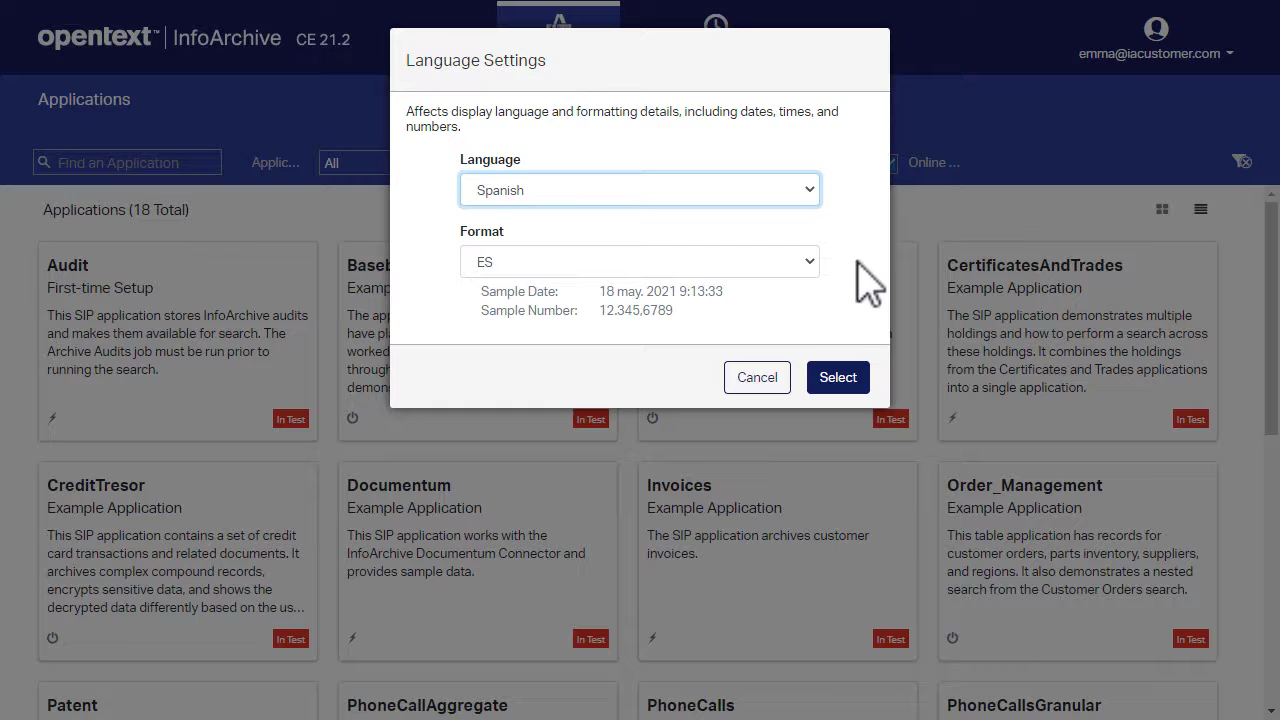 opentext™ | InfoArchive CE 21.2
emma@iacustomer.com
Applications
Find an Application
Applic...
All
Online ...
Language Settings
Affects display language and formatting details, including dates, times, and
numbers.
Language
Spanish
Format
ES
Sample Date: 18 may. 2021 9:13:33
Sample Number: 12.345,6789
Cancel
Select
Applications (18 Total)
Audit
First-time Setup
This SIP application stores InfoArchive audits
and makes them available for search. The
Archive Audits job must be run prior to
running the search.
In Test
Baseb
Examp
The app
have pla
worked
through
demons
In Test
In Test
CertificatesAndTrades
Example Application
The SIP application demonstrates multiple
holdings and how to perform a search across
these holdings. It combines the holdings
from the Certificates and Trades applications
into a single application.
In Test
CreditTresor
Example Application
This SIP application contains a set of credit
card transactions and related documents. It
archives complex compound records,
encrypts sensitive data, and shows the
decrypted data differently based on the us...
In Test
Documentum
Example Application
This SIP application works with the
InfoArchive Documentum Connector and
provides sample data.
In Test
Invoices
Example Application
The SIP application archives customer
invoices.
In Test
Order_Management
Example Application
This table application has records for
customer orders, parts inventory, suppliers,
and regions. It also demonstrates a nested
search from the Customer Orders search.
In Test
Patent
PhoneCallAggregate
PhoneCalls
PhoneCallsGranular